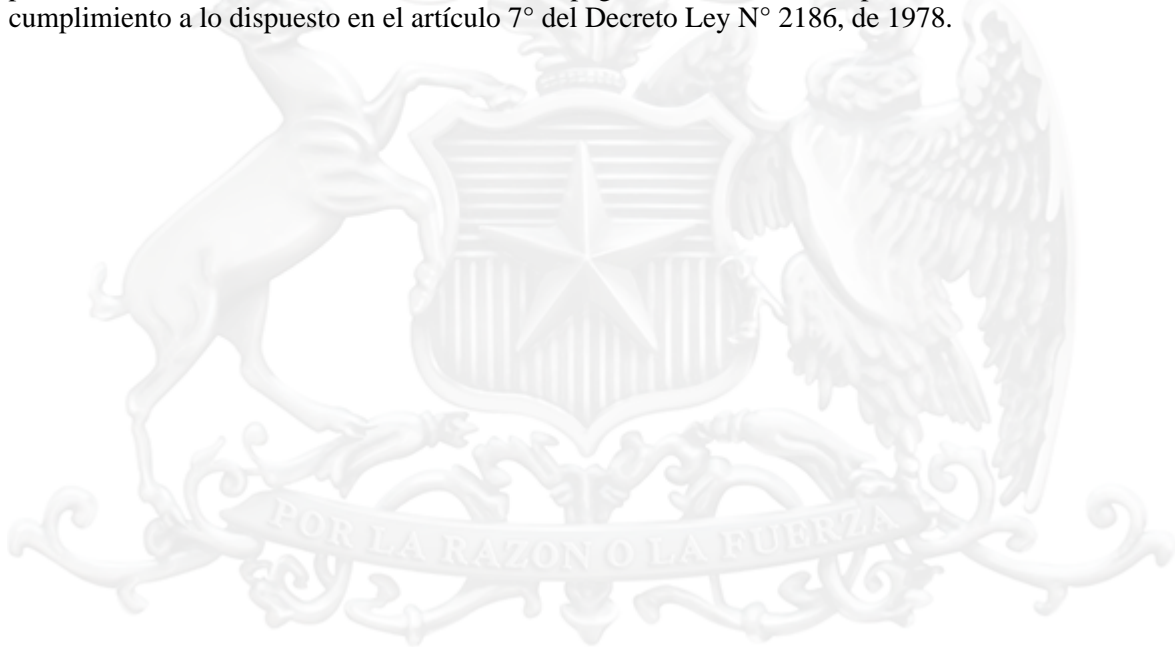 cumplimiento a lo dispuesto en el artículo 7° del Decreto Ley N° 2186, de 1978.
POR LA RAZON O LA FUERZA